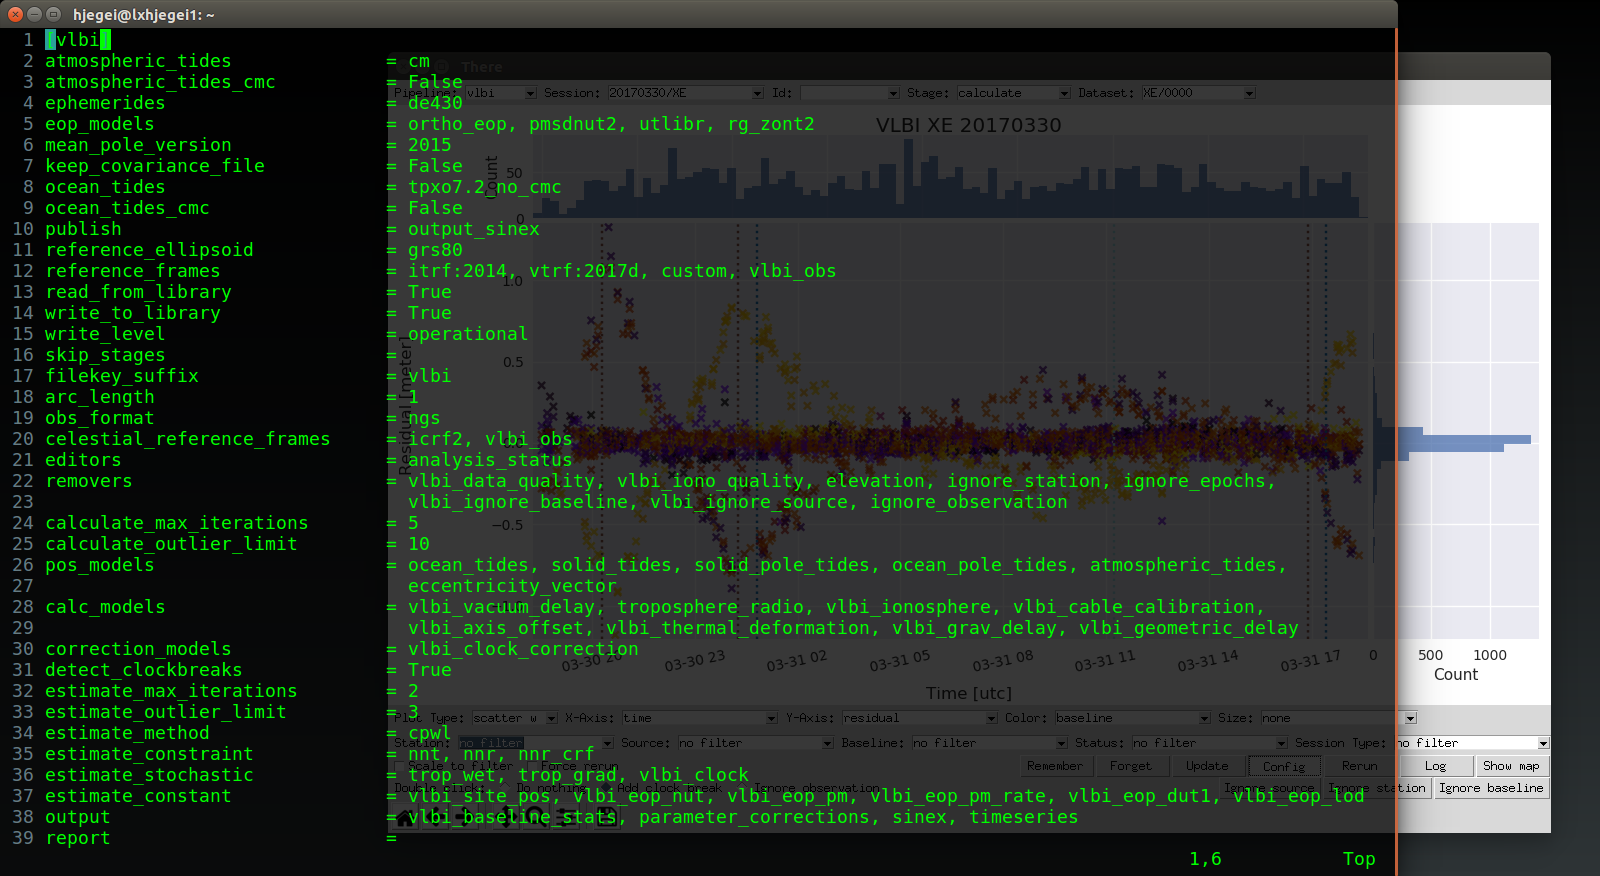 hjegei@lxhjegei1: ~
1 [vlbi]
2 atmospheric_tides = cm
3 atmospheric_tides_cmc = False
4 ephemerides = de430
5 eop_models = ortho_eop, pmsdnut2, utlibr, rg_zont2
6 mean_pole_version = 2015
7 keep_covariance_file = False
8 ocean_tides = tpxo7.2_no_cmc
9 ocean_tides_cmc = False
10 publish = output_sinex
11 reference_ellipsoid = grs80
12 reference_frames = itrf:2014, vtrf:2017d, custom, vlbi_obs
13 read_from_library = True
14 write_to_library = True
15 write_level = operational
16 skip_stages =
17 filekey_suffix = vlbi
18 arc_length = 1
19 obs_format = ngs
20 celestial_reference_frames = icrf2, vlbi_obs
21 editors = analysis_status
22 removers = vlbi_data_quality, vlbi_iono_quality, elevation, ignore_station, ignore_epochs,
23 vlbi_ignore_baseline, vlbi_ignore_source, ignore_observation
24 calculate_max_iterations = 5
25 calculate_outlier_limit = 10
26 pos_models = ocean_tides, solid_tides, solid_pole_tides, ocean_pole_tides, atmospheric_tides,
27 eccentricity_vector
28 calc_models = vlbi_vacuum_delay, troposphere_radio, vlbi_ionosphere, vlbi_cable_calibration,
29 vlbi_axis_offset, vlbi_thermal_deformation, vlbi_grav_delay, vlbi_geometric_delay
30 correction_models = vlbi_clock_correction
31 detect_clockbreaks = True
32 estimate_max_iterations = 2
33 estimate_outlier_limit = 3
34 estimate_method = cpwl
35 estimate_constraint = nnt, nnr, nnr_crf
36 estimate_stochastic = trop_wet, trop_grad, vlbi_clock
37 estimate_constant = vlbi_site_pos, vlbi_eop_nut, vlbi_eop_pm, vlbi_eop_pm_rate, vlbi_eop_dut1, vlbi_eop_lod
38 output = vlbi_baseline_stats, parameter_corrections, sinex, timeseries
39 report =
1,6 Top
There
Pipeline: vlbi Session: 20170330/XE Id: Stage: calculate Dataset: XE/0000
VLBI XE 20170330
Count
50
0
Residual [meter]
1.0
0.5
−0.5
03-30 20 03-30 23 03-31 02 03-31 05 03-31 08 03-31 11 03-31 14 03-31 17
Time [utc]
0 500 1000
Count
Plot Type: scatter w X-Axis: time Y-Axis: residual Color: baseline Size: none
Station: no filter Source: no filter Baseline: no filter Status: no filter Session Type: no filter
Scale to filter Force rerun Remember Forget Update Config Rerun Log Show map
Double click: Do nothing Add clock break Ignore observation Ignore source Ignore station Ignore baseline